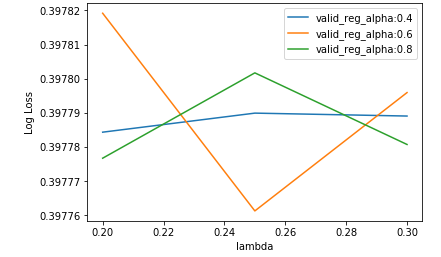 0.39782
0.39781
0.39780
0.39779
0.39778
0.39777
0.39776
Log Loss
valid_reg_alpha:0.4
valid_reg_alpha:0.6
valid_reg_alpha:0.8
0.20 0.22 0.24 0.26 0.28 0.30
lambda